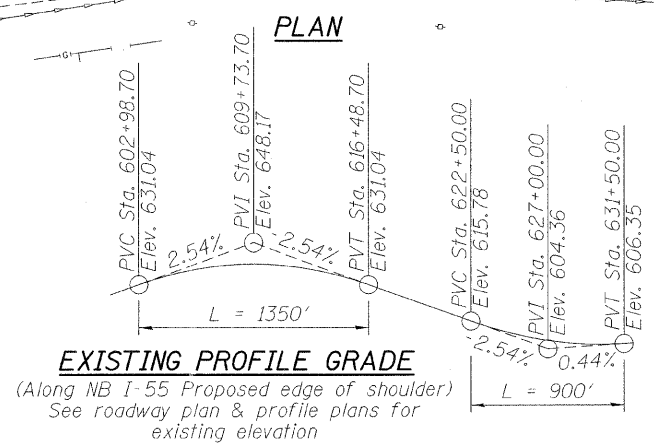 PLAN
G
PVC Sta. 602+98.70
Elev. 631.04
PVI Sta. 609+73.70
Elev. 648.17
PVT Sta. 616+48.70
Elev. 631.04
PVC Sta. 622+50.00
Elev. 615.78
PVI Sta. 627+00.00
Elev. 604.36
PVT Sta. 631+50.00
Elev. 606.35
2.54%
-2.54%
L = 1350'
-2.54%
0.44%
L = 900'
EXISTING PROFILE GRADE
(Along NB I-55 Proposed edge of shoulder)
See roadway plan & profile plans for
existing elevation